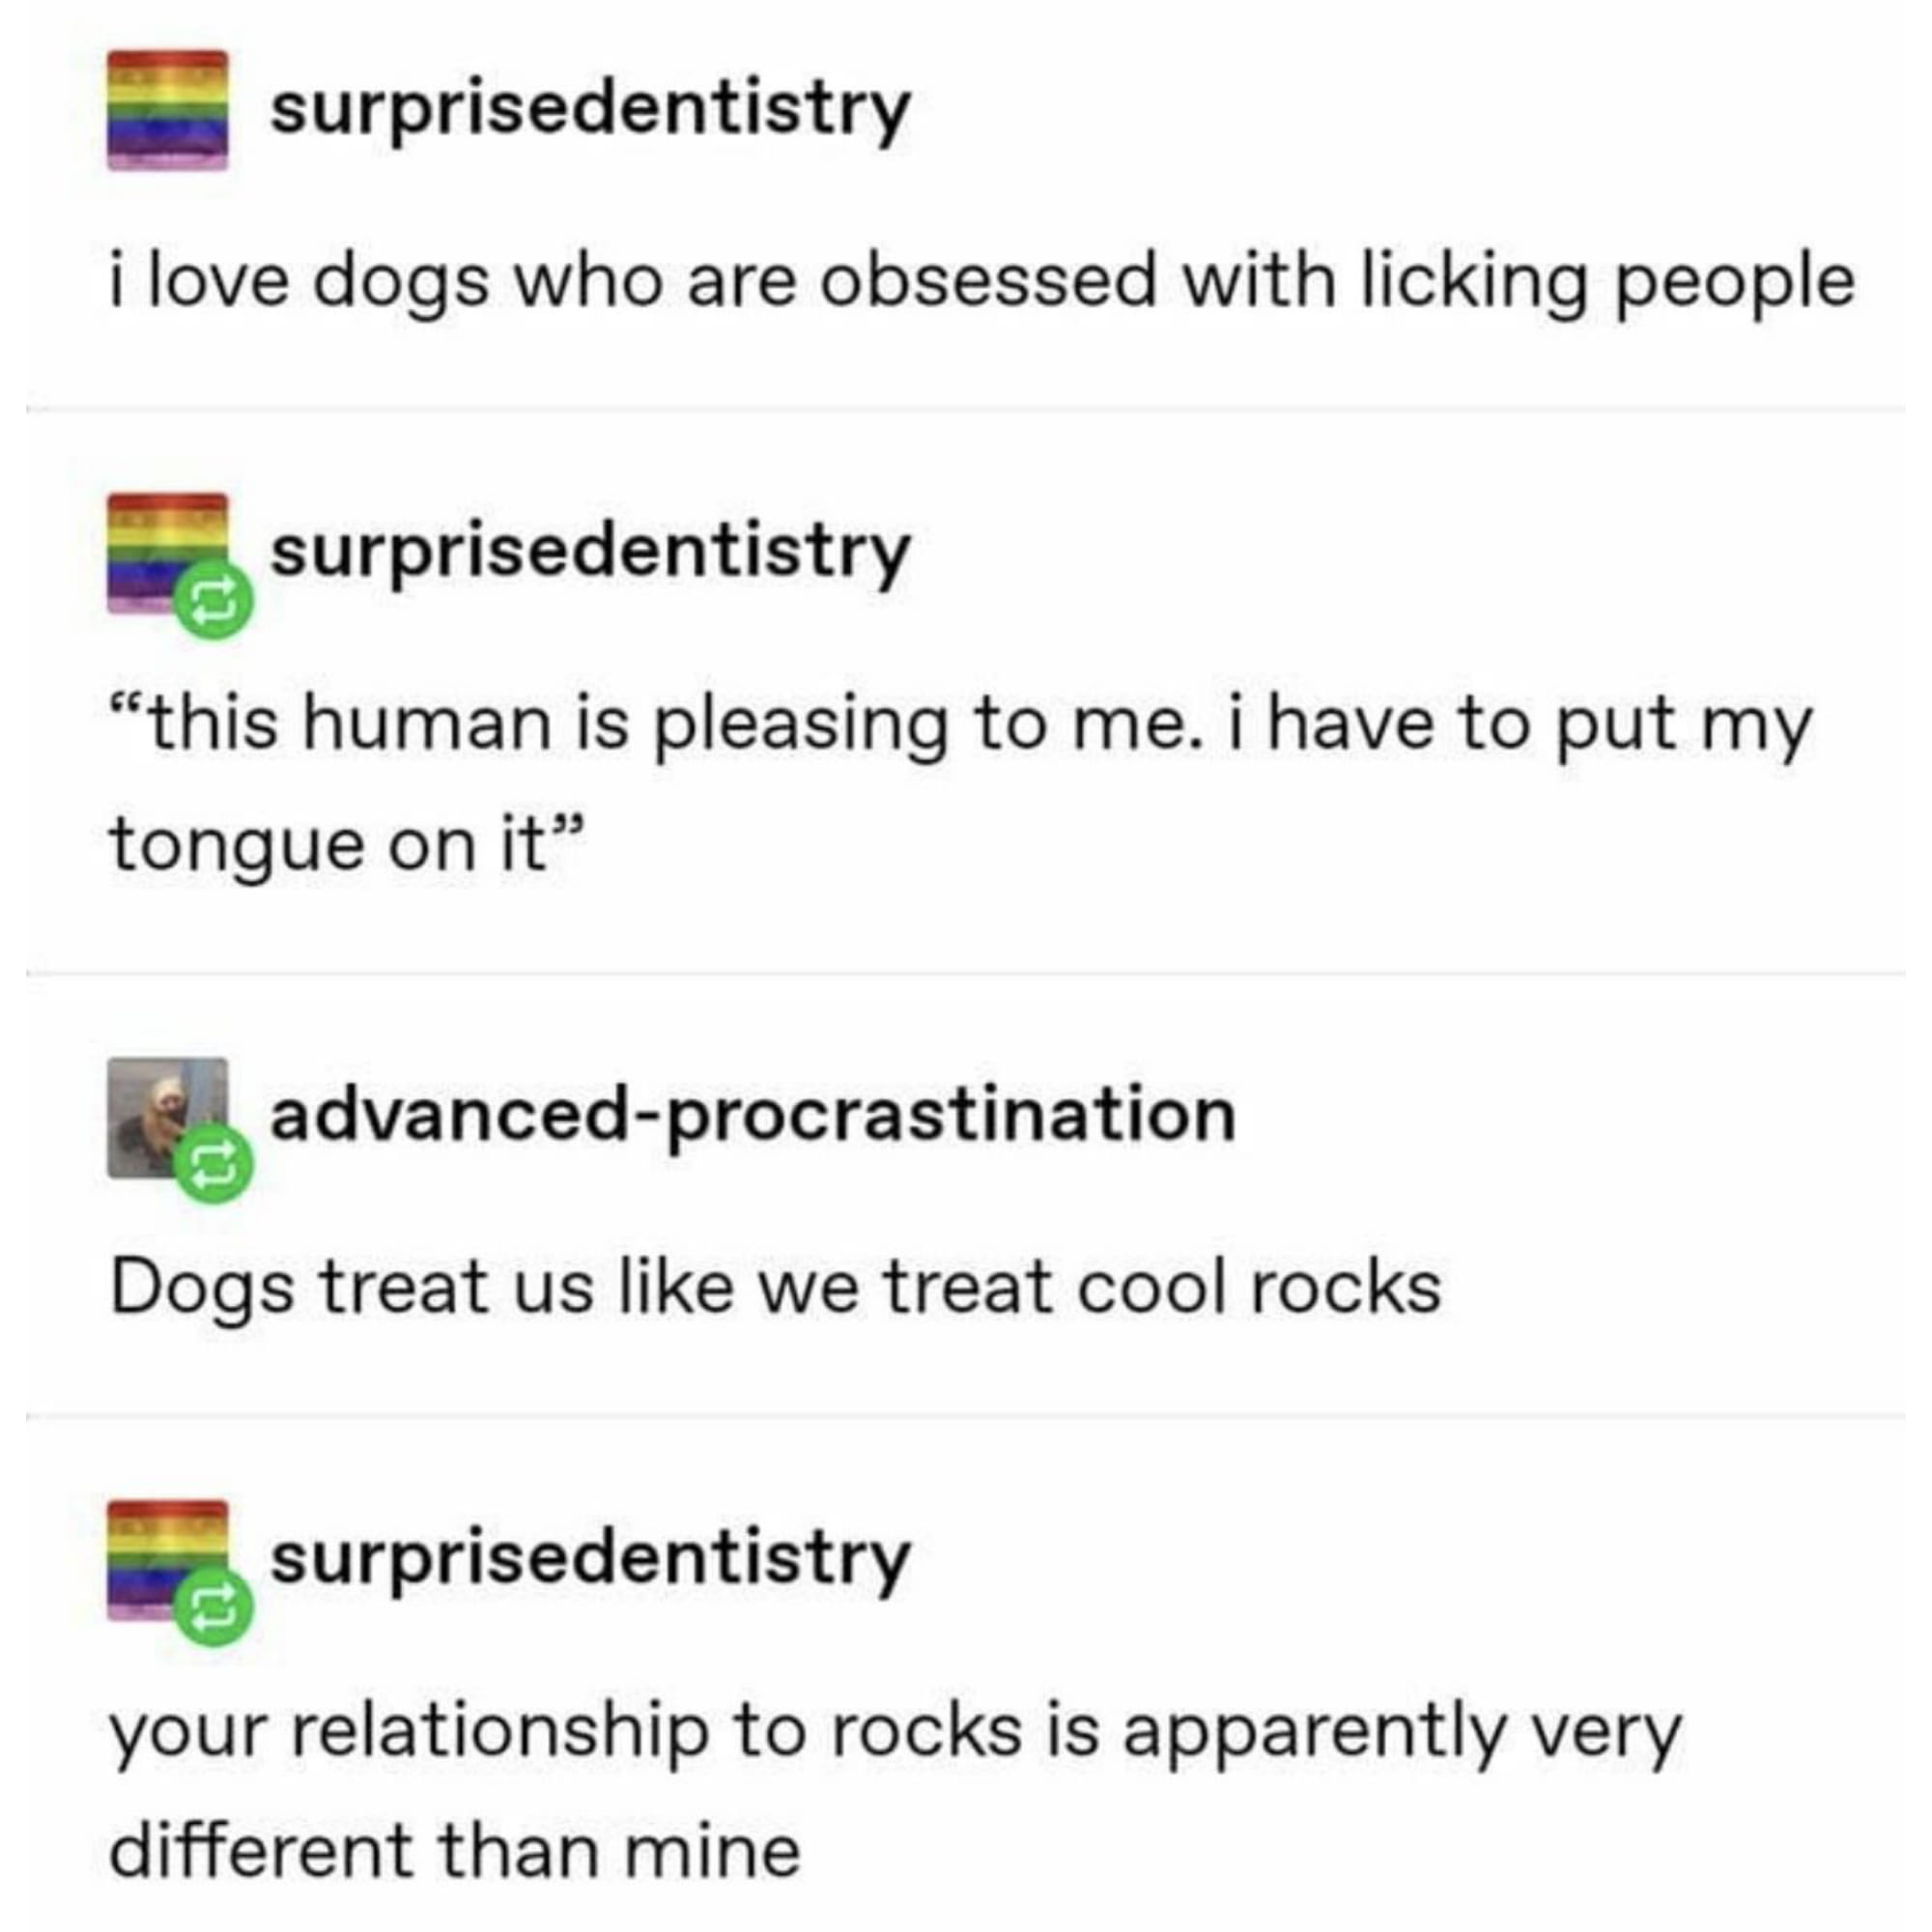 surprisedentistry
i love dogs who are obsessed with licking people
surprisedentistry
“this human is pleasing to me. i have to put my
tongue on it”
advanced-procrastination
Dogs treat us like we treat cool rocks
surprisedentistry
your relationship to rocks is apparently very
different than mine